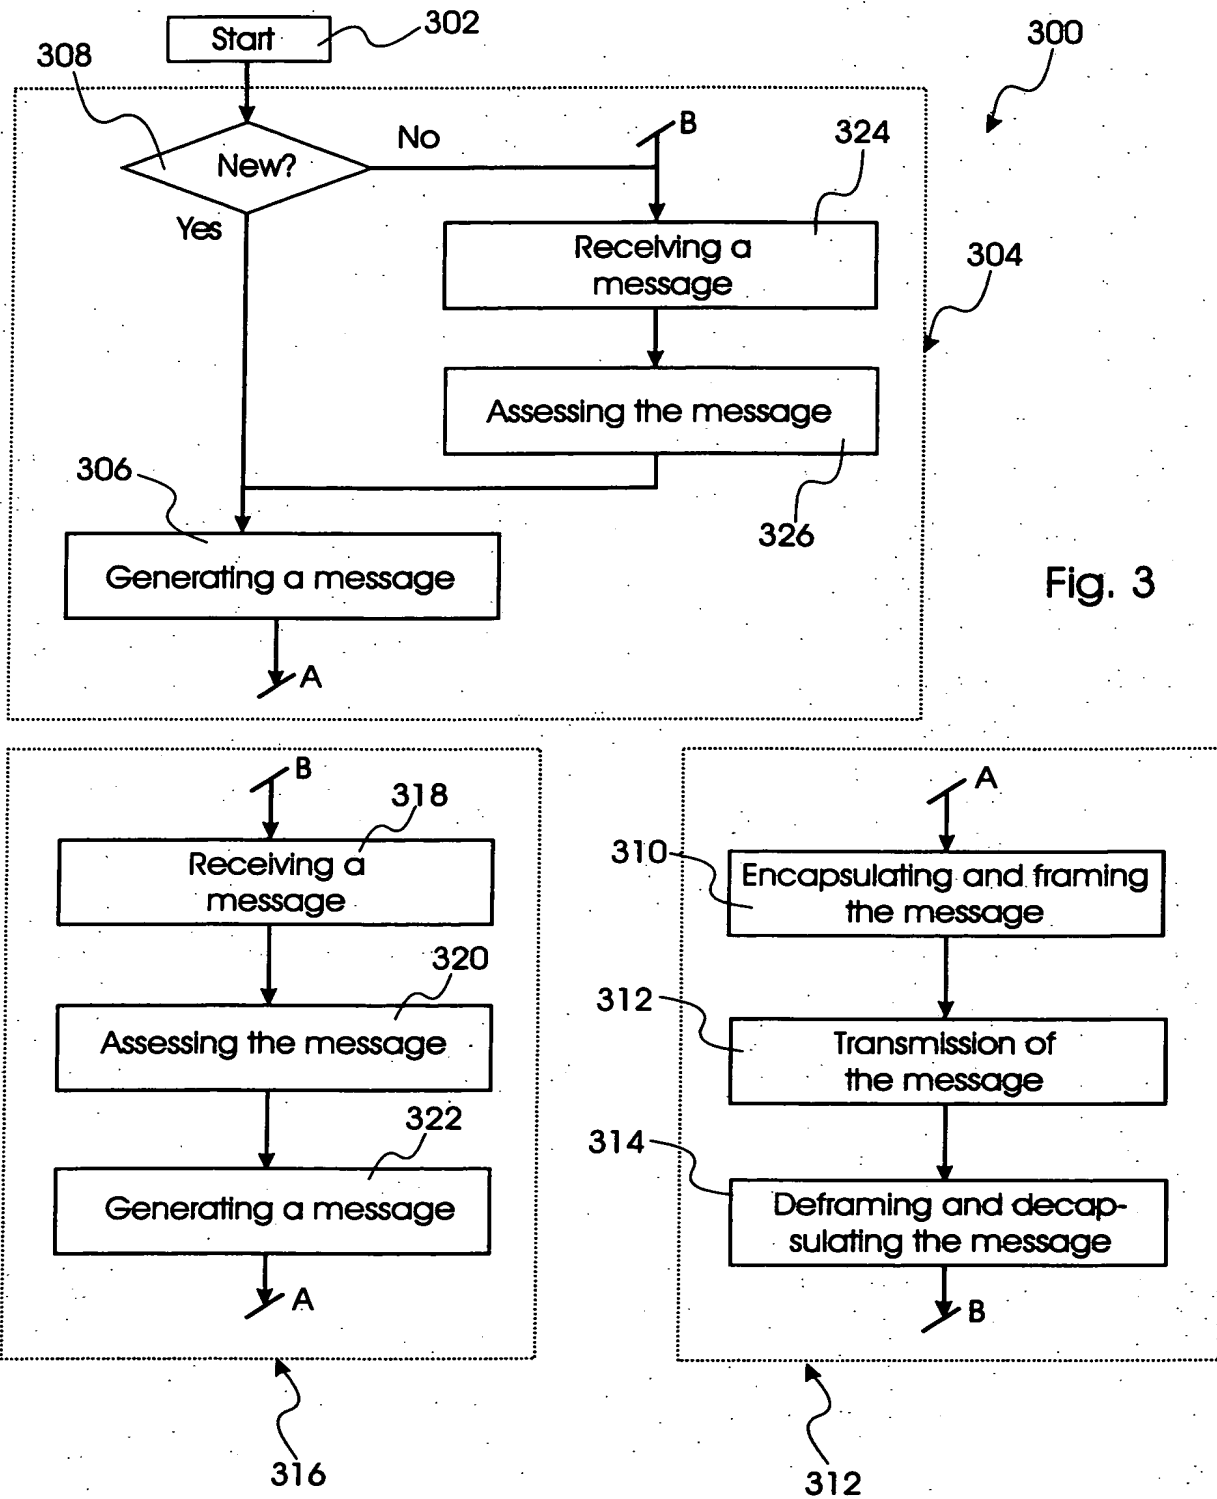 Start
302
300
308
No
B
324
New?
Yes
Receiving a
message
304
Assessing the message
306
326
Generating a message
Fig. 3
A
B
318
Receiving a
message
320
Assessing the message
322
Generating a message
A
316
A
310
Encapsulating and framing
the message
312
Transmission of
the message
314
Deframing and decap-
sulating the message
B
312